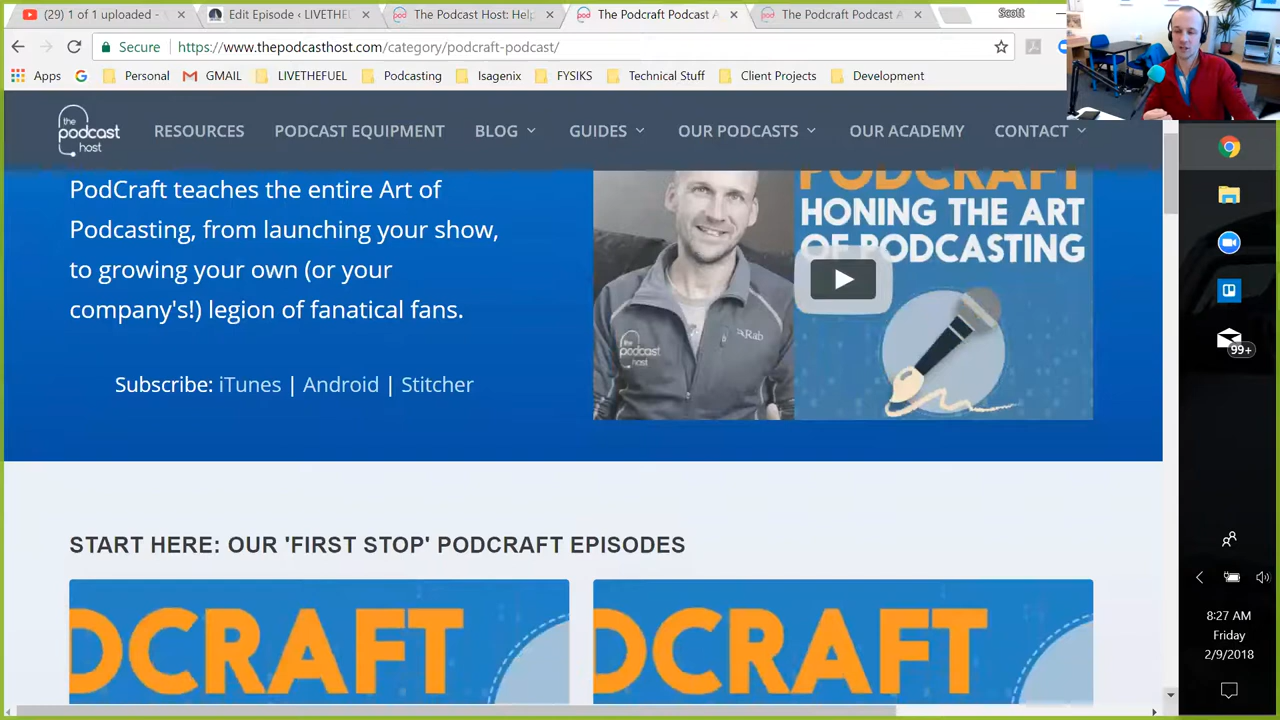 (29) 1 of 1 uploaded -
Edit Episode ‹ LIVETHEFUEL
The Podcast Host: Help
The Podcraft Podcast A
The Podcraft Podcast A
Scott
Secure
https://www.thepodcasthost.com/category/podcraft-podcast/
Apps
Personal
GMAIL
LIVETHEFUEL
Podcasting
Isagenix
FYSIKS
Technical Stuff
Client Projects
Development
the
podcast
host
RESOURCES
PODCAST EQUIPMENT
BLOG
GUIDES
OUR PODCASTS
OUR ACADEMY
CONTACT
PodCraft teaches the entire Art of
Podcasting, from launching your show,
to growing your own (or your
company's!) legion of fanatical fans.
Subscribe: iTunes | Android | Stitcher
PODCRAFT
HONING THE ART
OF PODCASTING
the
podcast
host
Rab
START HERE: OUR 'FIRST STOP' PODCRAFT EPISODES
DCRAFT
DCRAFT
99+
8:27 AM
Friday
2/9/2018